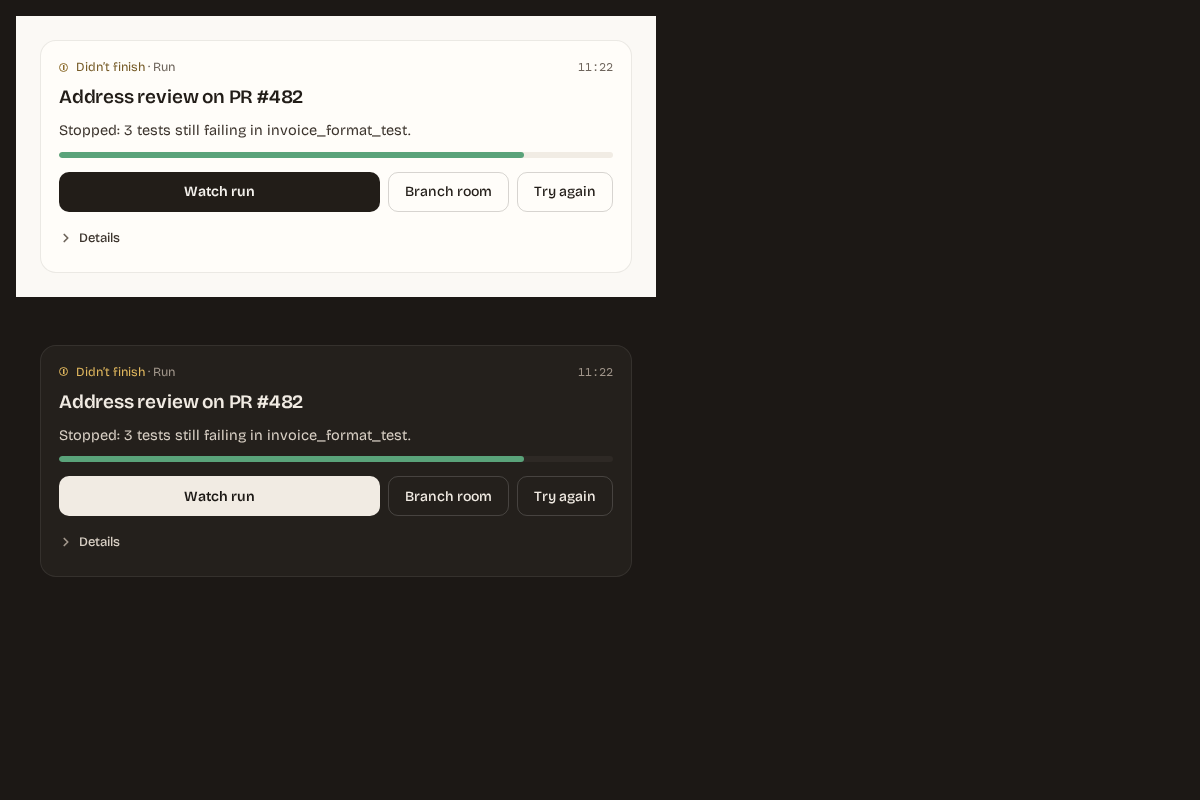 Didn't finish · Run
11:22
Address review on PR #482
Stopped: 3 tests still failing in invoice_format_test.
Watch run
Branch room
Try again
Details
Didn't finish · Run
11:22
Address review on PR #482
Stopped: 3 tests still failing in invoice_format_test.
Watch run
Branch room
Try again
Details